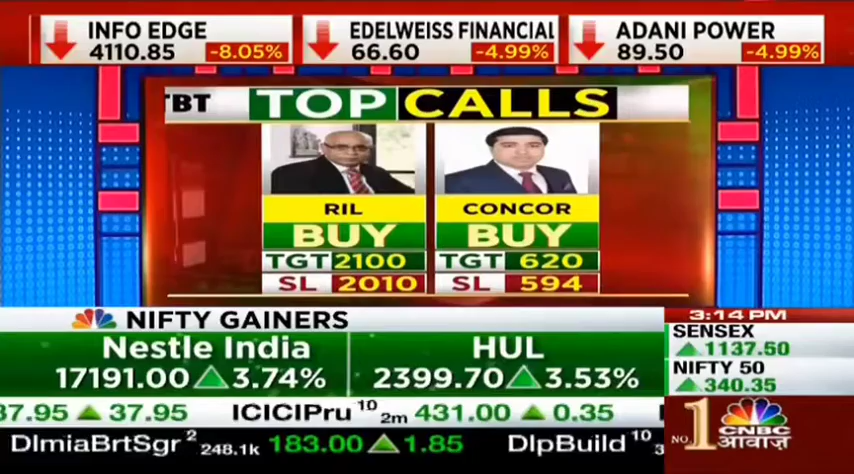 INFO EDGE
4110.85 -8.05%
EDELWEISS FINANCIAL
66.60 -4.99%
ADANI POWER
89.50 -4.99%
TBT TOP CALLS
RIL
BUY
TGT 2100
SL 2010
CONCOR
BUY
TGT 620
SL 594
NIFTY GAINERS
Nestle India
17191.00 3.74%
HUL
2399.70 3.53%
3:14 PM
SENSEX
1137.50
NIFTY 50
340.35
37.95 37.95 ICICIPru 10 2m 431.00 0.35
DlmiaBrtSgr 2 248.1k 183.00 1.85 DlpBuild 10
NO. 1 CNBC
आवाज़